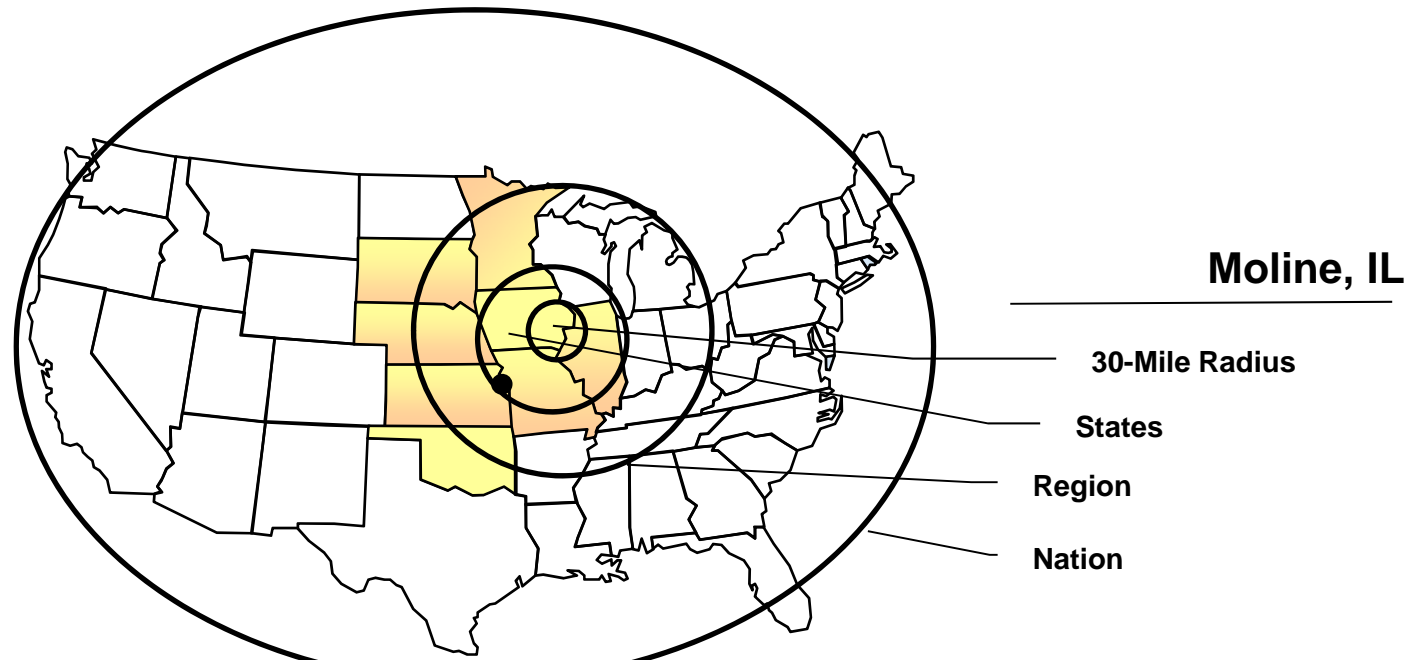 Moline, IL
30-Mile Radius
States
Region
Nation